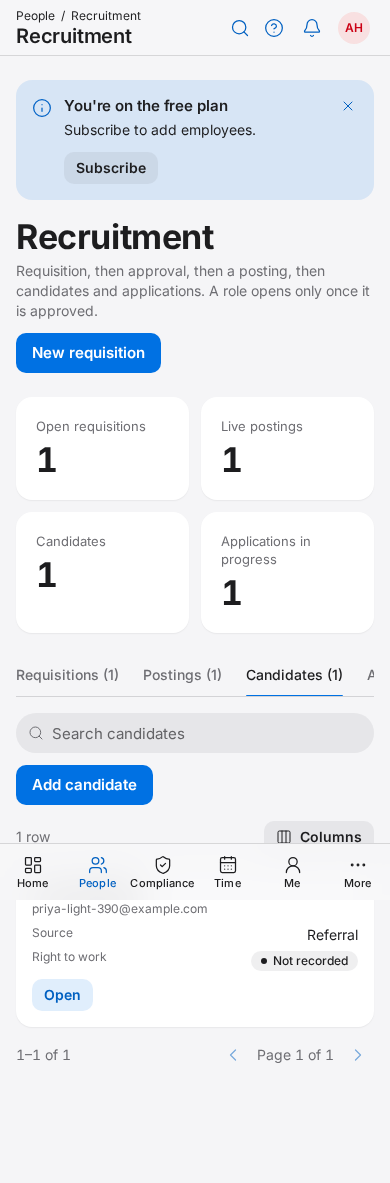 People / Recruitment
Recruitment
AH
You're on the free plan
Subscribe to add employees.
Subscribe
Recruitment
Requisition, then approval, then a posting, then
candidates and applications. A role opens only once it
is approved.
New requisition
Open requisitions
1
Live postings
1
Candidates
1
Applications in
progress
1
Requisitions (1) Postings (1) Candidates (1) A
Search candidates
Add candidate
1 row
Columns
Home People Compliance Time Me More
priya-light-390@example.com
Source
Referral
Right to work
Not recorded
Open
1–1 of 1
Page 1 of 1